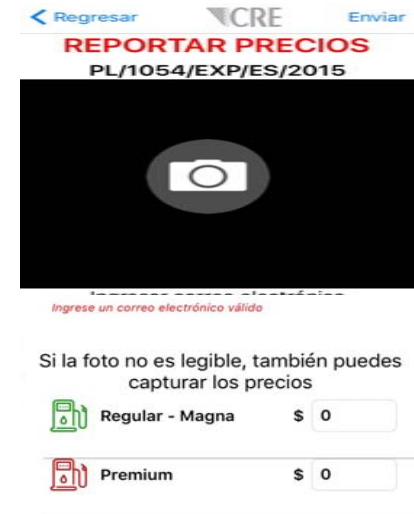 Regresar CRE Enviar
REPORTAR PRECIOS
PL/1054/EXP/ES/2015
Ingrese un correo electrónico válido
Si la foto no es legible, también puedes
capturar los precios
Regular - Magna $ 0
Premium $ 0